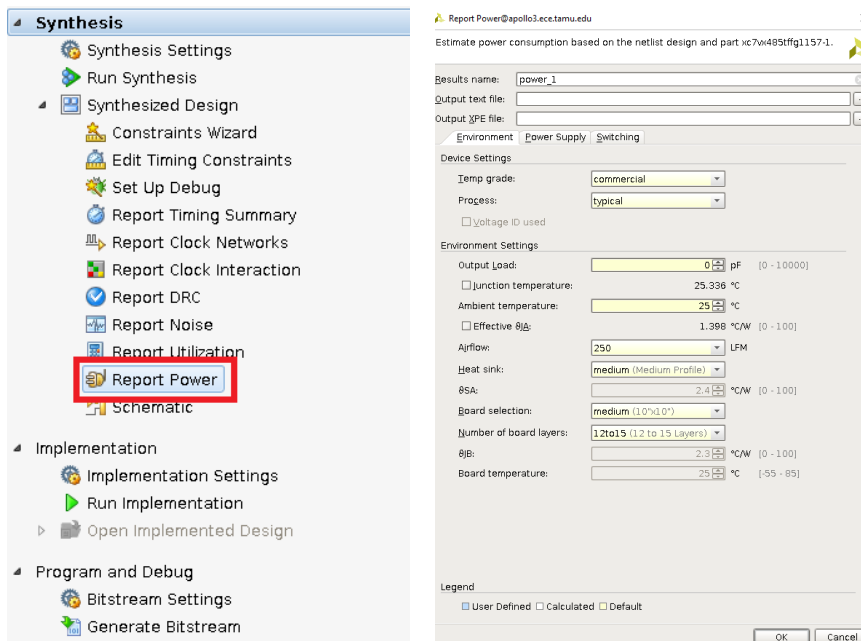 Synthesis
Synthesis Settings
Run Synthesis
Synthesized Design
Constraints Wizard
Edit Timing Constraints
Set Up Debug
Report Timing Summary
Report Clock Networks
Report Clock Interaction
Report DRC
Report Noise
Report Utilization
Report Power
Schematic
Implementation
Implementation Settings
Run Implementation
Open Implemented Design
Program and Debug
Bitstream Settings
Generate Bitstream
Report Power@apollo3.ece.tamu.edu
Estimate power consumption based on the netlist design and part xc7vx485tffg1157-1.
Results name: power_1
Output text file:
Output XPE file:
Environment Power Supply Switching
Device Settings
Temp grade: commercial
Process: typical
Voltage ID used
Environment Settings
Output Load: 0 pF [0 - 10000]
Junction temperature: 25.336 °C
Ambient temperature: 25 °C
Effective θJA: 1.398 °C/W [0 - 100]
Airflow: 250 LFM
Heat sink: medium (Medium Profile)
θSA: 2.4 °C/W [0 - 100]
Board selection: medium (10"x10")
Number of board layers: 12to15 (12 to 15 Layers)
θJB: 2.3 °C/W [0 - 100]
Board temperature: 25 °C [-55 - 85]
Legend
User Defined Calculated Default
OK Cancel